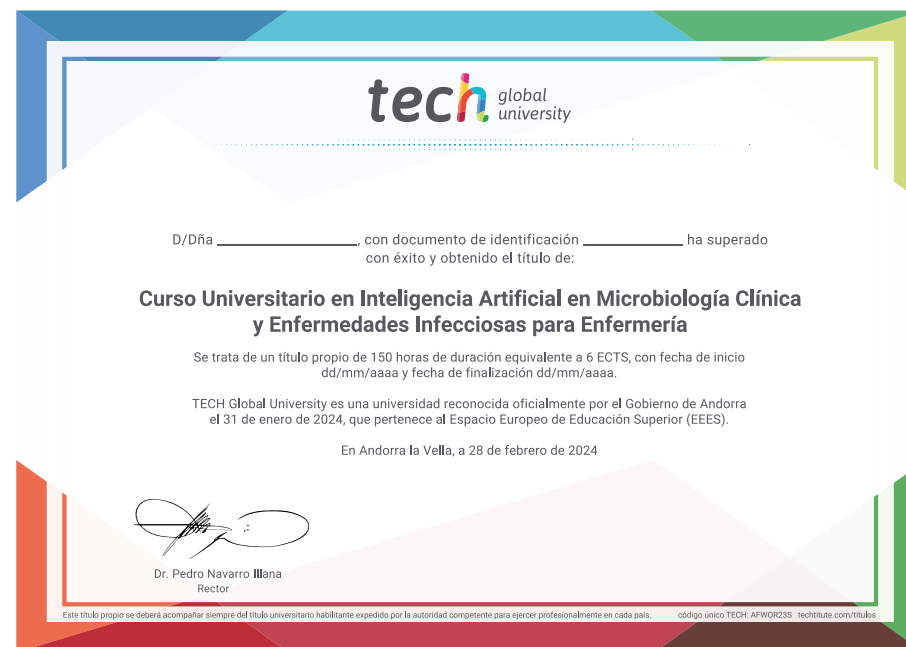 tech global university
D/Dña ____________________, con documento de identificación ______________ ha superado
con éxito y obtenido el título de:
Curso Universitario en Inteligencia Artificial en Microbiología Clínica
y Enfermedades Infecciosas para Enfermería
Se trata de un título propio de 150 horas de duración equivalente a 6 ECTS, con fecha de inicio
dd/mm/aaaa y fecha de finalización dd/mm/aaaa.
TECH Global University es una universidad reconocida oficialmente por el Gobierno de Andorra
el 31 de enero de 2024, que pertenece al Espacio Europeo de Educación Superior (EEES).
En Andorra la Vella, a 28 de febrero de 2024
Dr. Pedro Navarro Illana
Rector
Este título propio se deberá acompañar siempre del título universitario habilitante expedido por la autoridad competente para ejercer profesionalmente en cada país. código único TECH: AFWOR23S techtitute.com/titulos